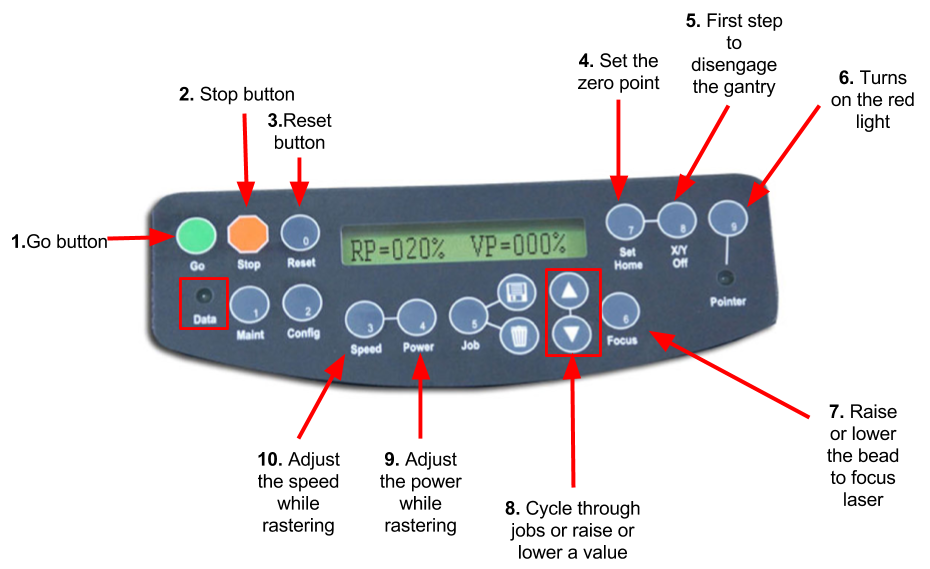 5. First step
to
disengage
the gantry
4. Set the
zero point
6. Turns
on the red
light
2. Stop button
3.Reset
button
1.Go button
RP=020% VP=000%
Go
Stop
0
Reset
7
Set
Home
8
X/Y
Off
9
Pointer
Data
1
Maint
2
Config
3
Speed
4
Power
5
Job
6
Focus
7. Raise
or lower
the bead
to focus
laser
10. Adjust
the speed
while
rastering
9. Adjust
the power
while
rastering
8. Cycle through
jobs or raise or
lower a value